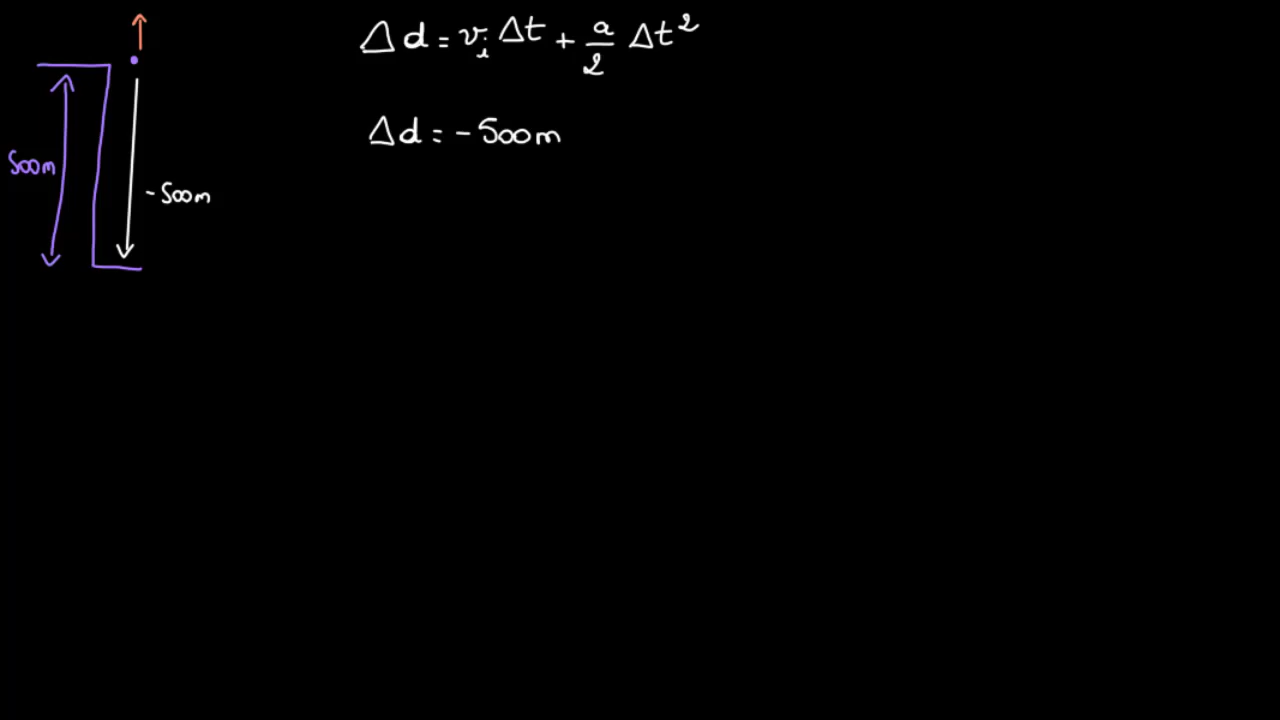 Δd = vᵢ Δt + a/2 Δt²
Δd = - 500m
500m
- 500m